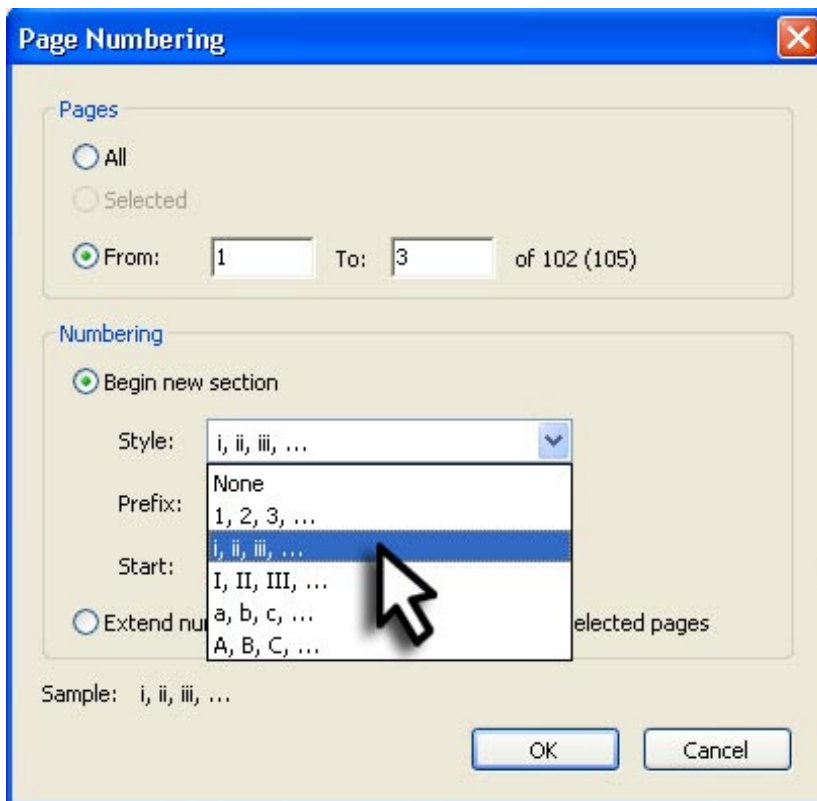 Page Numbering
Pages
All
Selected
From: 1 To: 3 of 102 (105)
Numbering
Begin new section
Style: i, ii, iii, ...
None
Prefix:
1, 2, 3, ...
i, ii, iii, ...
Start:
I, II, III, ...
a, b, c, ...
Extend elected pages
A, B, C, ...
Sample: i, ii, iii, ...
OK Cancel